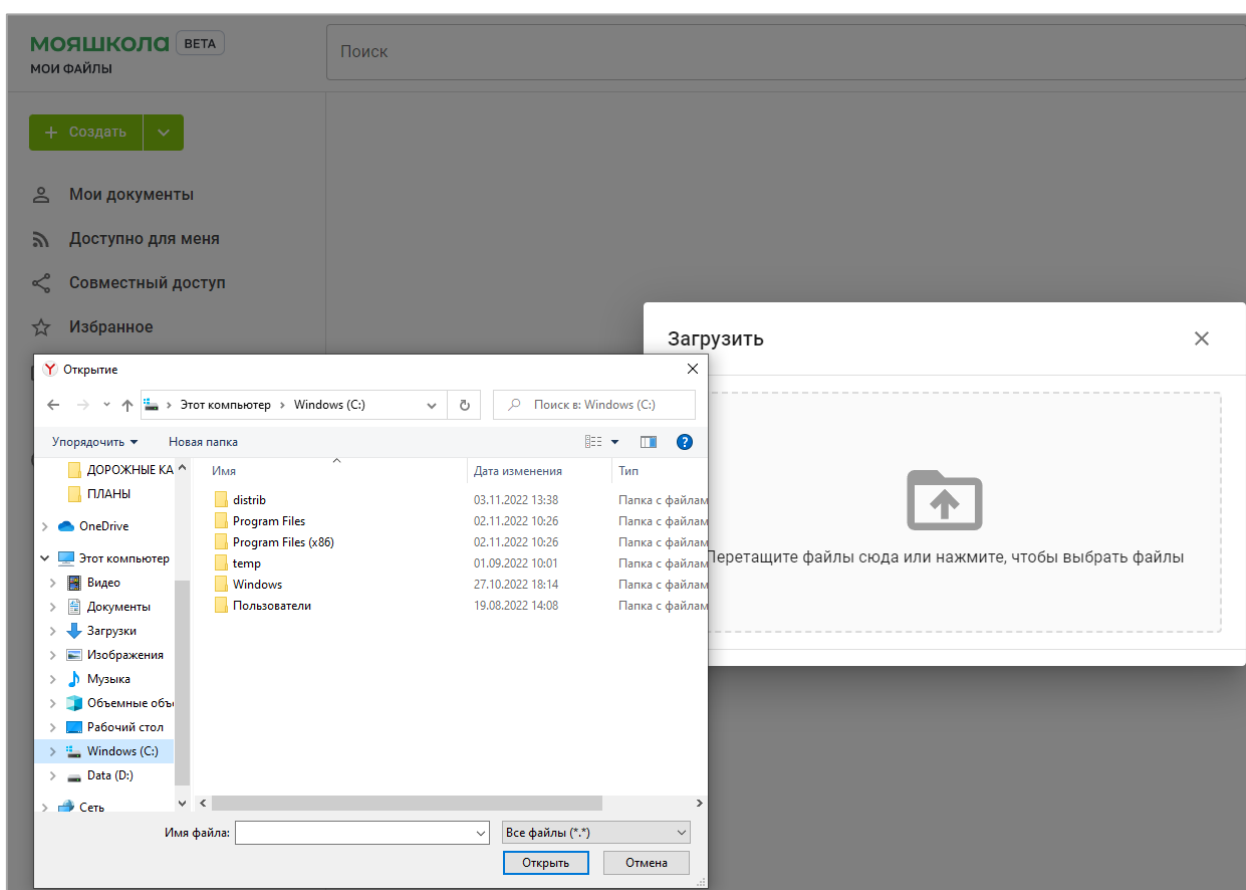 МОЯШКОЛА BETA
МОИ ФАЙЛЫ
Поиск
+ Создать
Мои документы
Доступно для меня
Совместный доступ
Избранное
Загрузить
Перетащите файлы сюда или нажмите, чтобы выбрать файлы
Открытие
Этот компьютер > Windows (C:)
Поиск в: Windows (C:)
Упорядочить
Новая папка
ДОРОЖНЫЕ КА
ПЛАНЫ
OneDrive
Этот компьютер
Видео
Документы
Загрузки
Изображения
Музыка
Объемные объ
Рабочий стол
Windows (C:)
Data (D:)
Сеть
Имя Дата изменения Тип
distrib 03.11.2022 13:38 Папка с файлам
Program Files 02.11.2022 10:26 Папка с файлам
Program Files (x86) 02.11.2022 10:26 Папка с файлам
temp 01.09.2022 10:01 Папка с файлам
Windows 27.10.2022 18:14 Папка с файлам
Пользователи 19.08.2022 14:08 Папка с файлам
Имя файла:
Все файлы (*.*)
Открыть Отмена